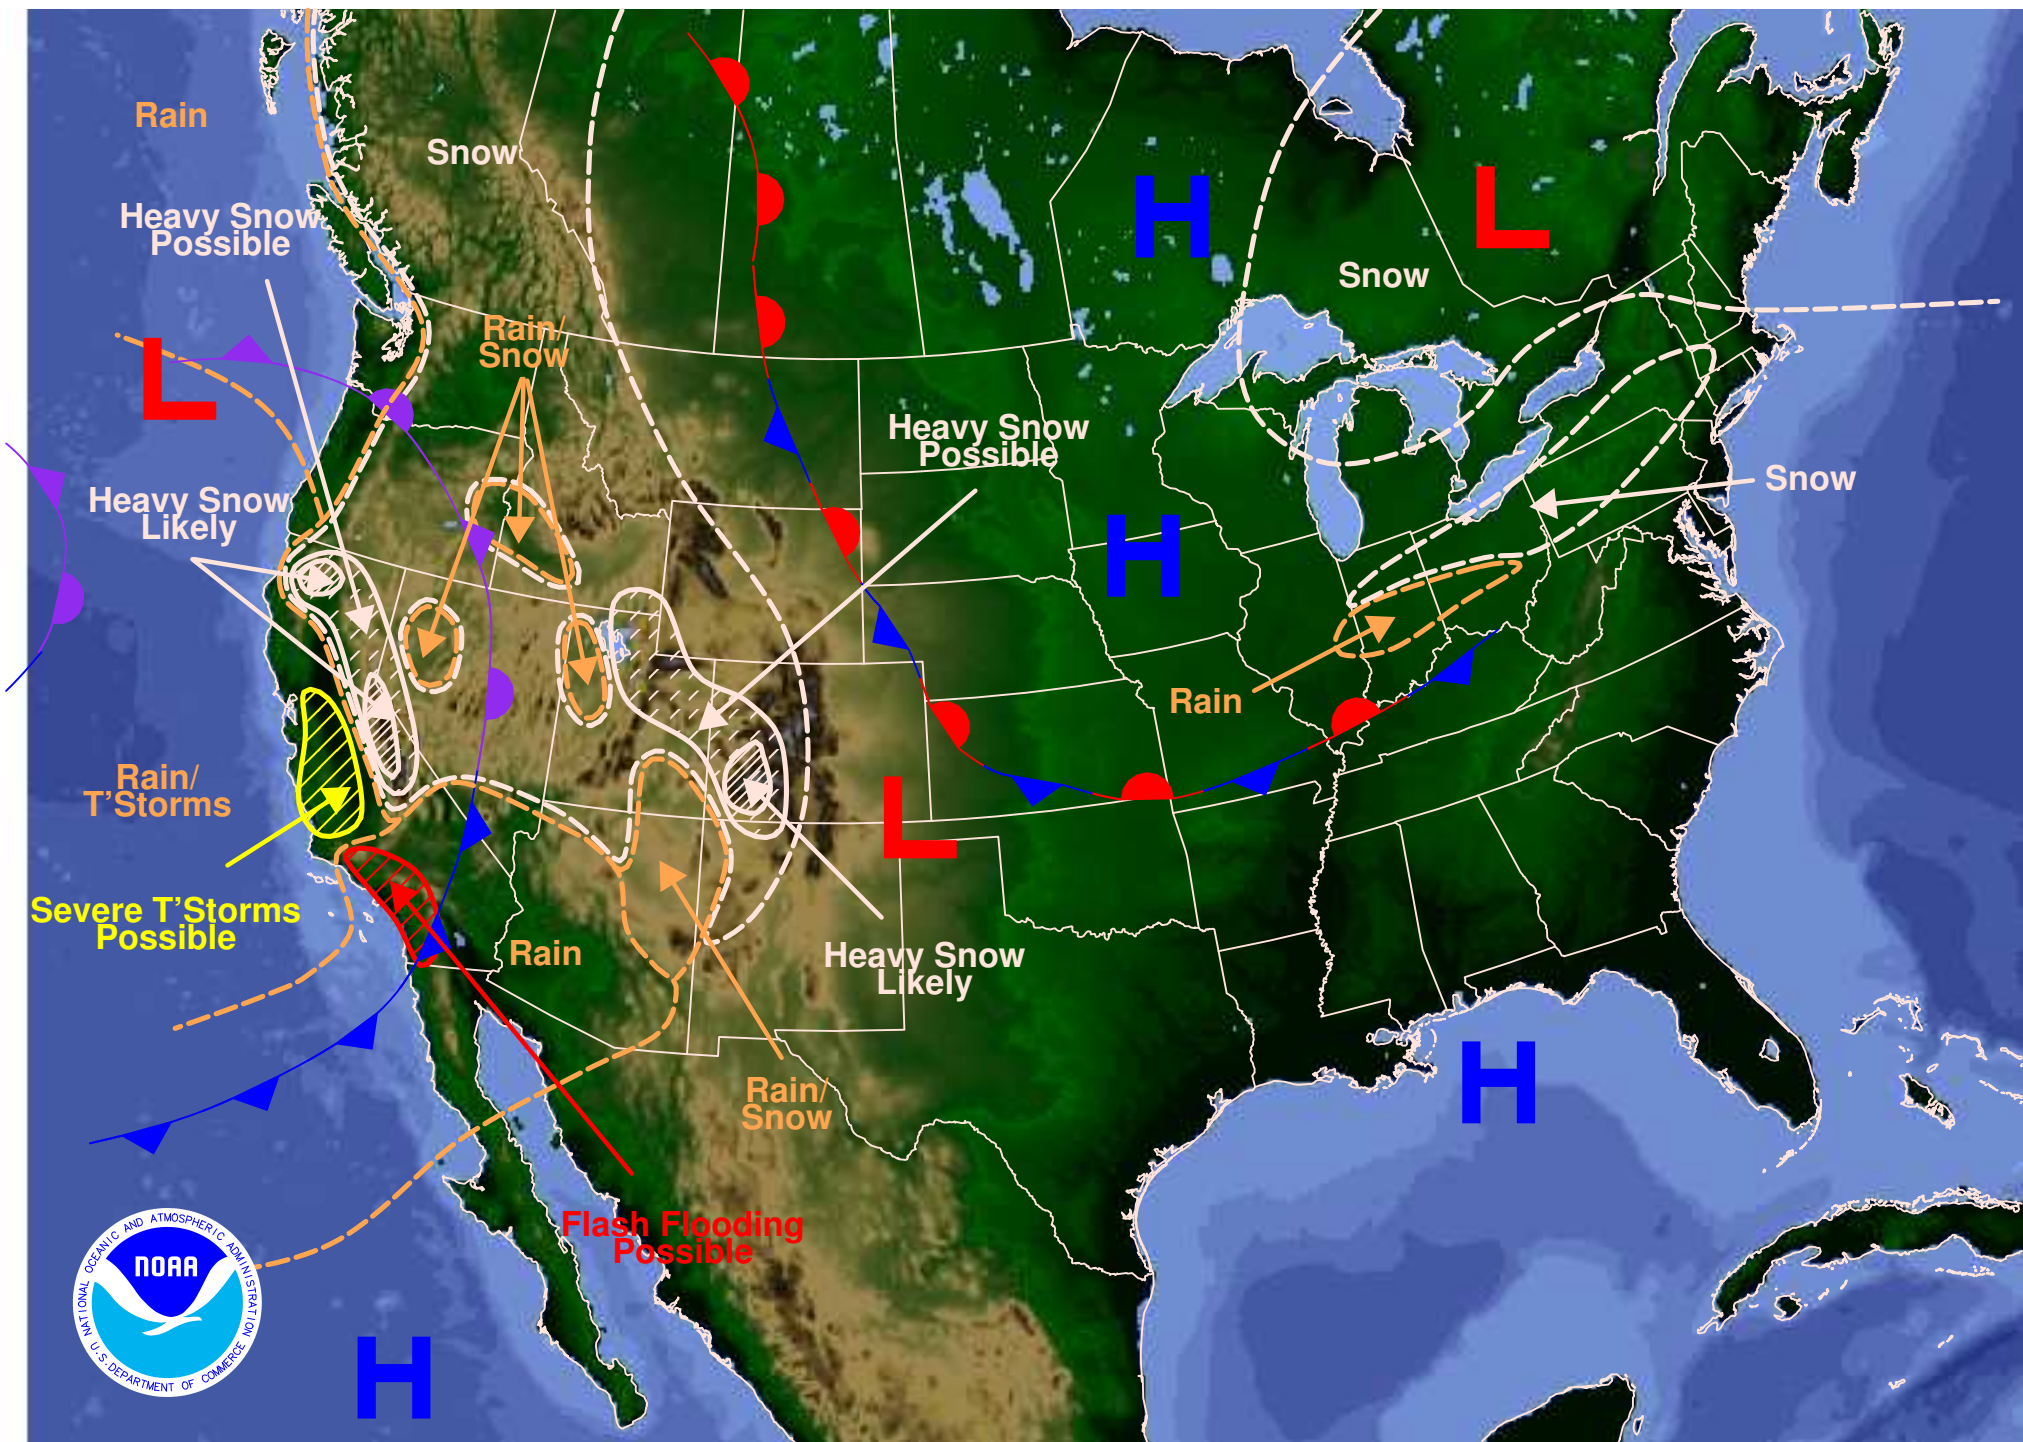 Rain
Snow
Heavy Snow
Possible
H
L
Snow
Rain/
Snow
L
Heavy Snow
Possible
Heavy Snow
Likely
Snow
H
Rain
Rain/
T'Storms
L
Severe T'Storms
Possible
Rain
Heavy Snow
Likely
H
Rain/
Snow
Flash Flooding
Possible
H
NOAA
NATIONAL OCEANIC AND ATMOSPHERIC ADMINISTRATION
U.S. DEPARTMENT OF COMMERCE